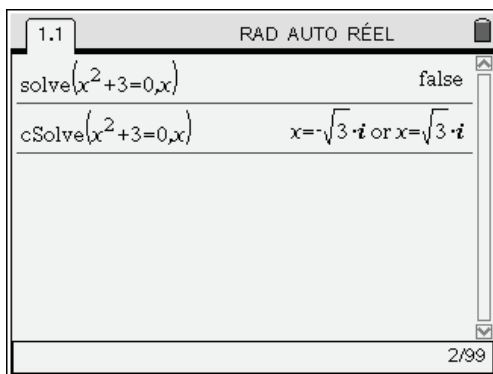 1.1 RAD AUTO RÉEL
solve(x²+3=0,x) false
cSolve(x²+3=0,x) x=-√3·i or x=√3·i
2/99